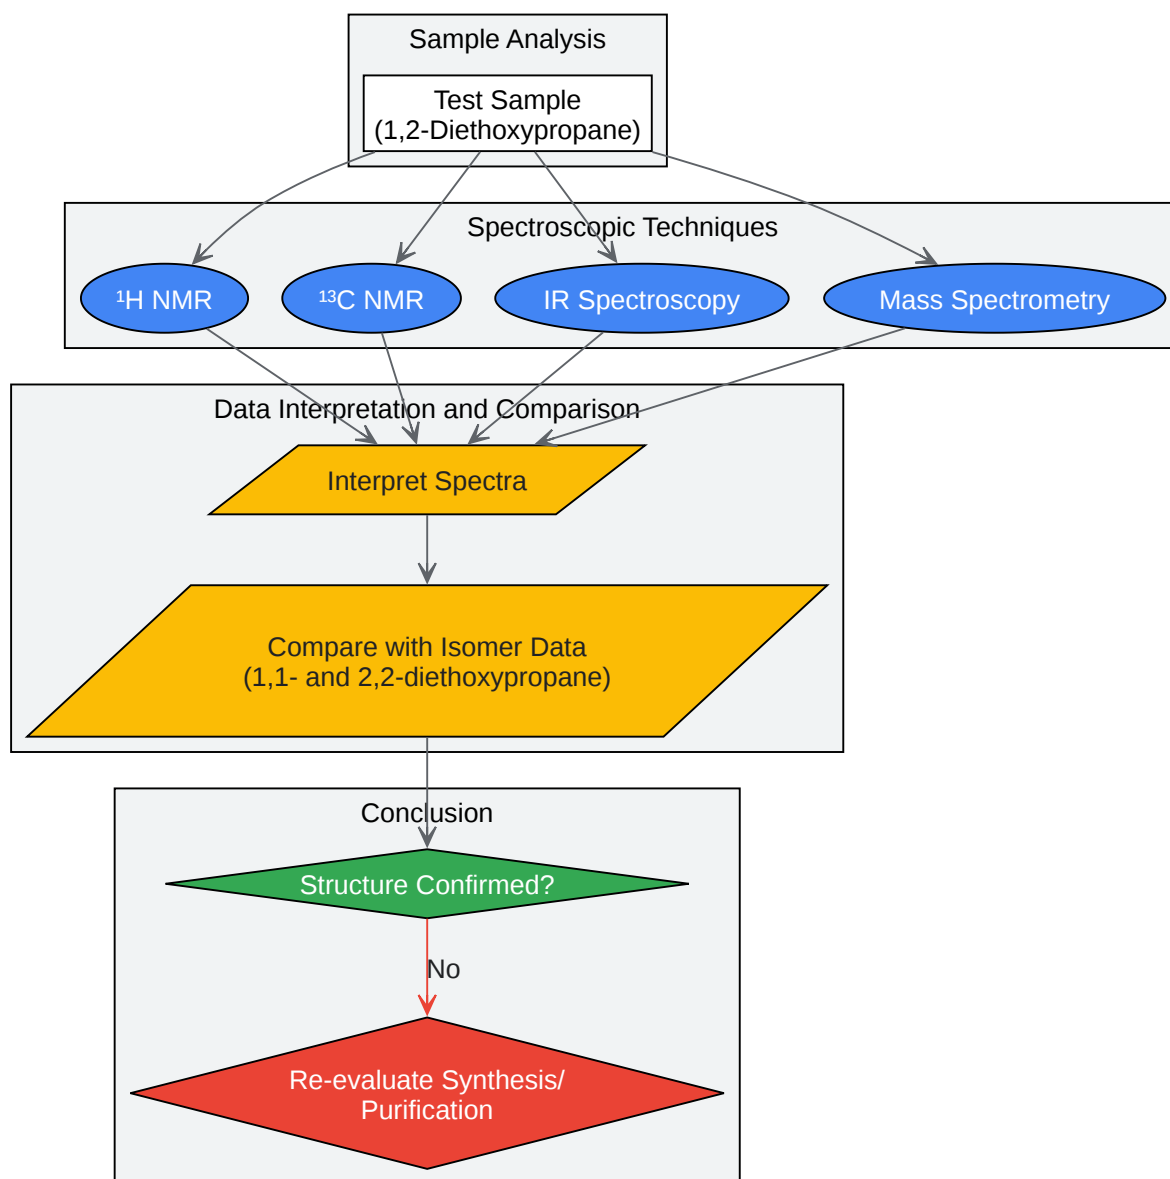 Sample Analysis
Test Sample
(1,2-Diethoxypropane)
Spectroscopic Techniques
¹H NMR
¹³C NMR
IR Spectroscopy
Mass Spectrometry
Data Interpretation and Comparison
Interpret Spectra
Compare with Isomer Data
(1,1- and 2,2-diethoxypropane)
Conclusion
Structure Confirmed?
No
Re-evaluate Synthesis/
Purification